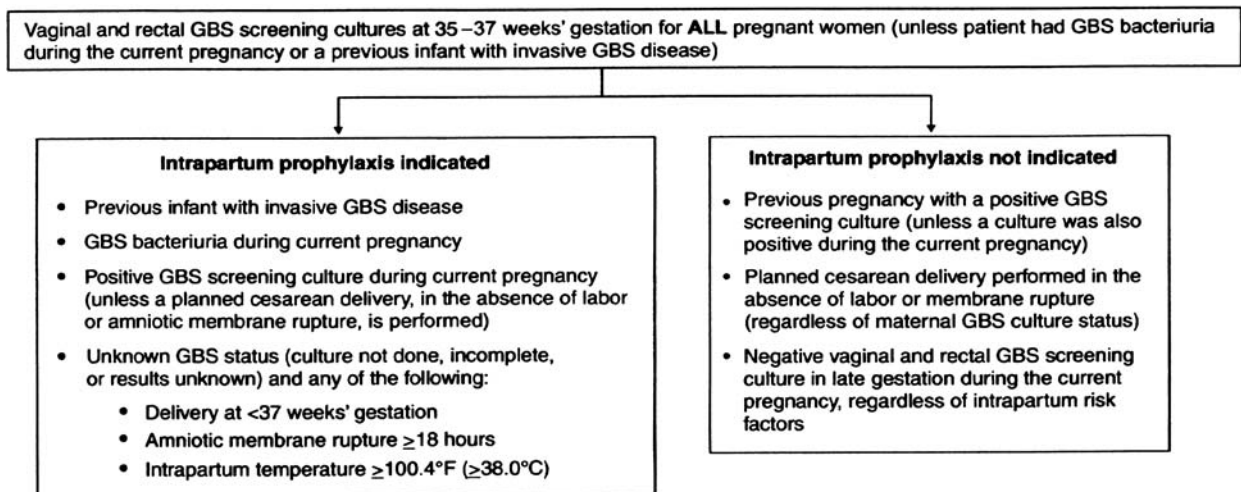 Vaginal and rectal GBS screening cultures at 35–37 weeks' gestation for ALL pregnant women (unless patient had GBS bacteriuria
during the current pregnancy or a previous infant with invasive GBS disease)
Intrapartum prophylaxis indicated
• Previous infant with invasive GBS disease
• GBS bacteriuria during current pregnancy
• Positive GBS screening culture during current pregnancy
(unless a planned cesarean delivery, in the absence of labor
or amniotic membrane rupture, is performed)
• Unknown GBS status (culture not done, incomplete,
or results unknown) and any of the following:
• Delivery at <37 weeks' gestation
• Amniotic membrane rupture ≥18 hours
• Intrapartum temperature ≥100.4°F (≥38.0°C)
Intrapartum prophylaxis not indicated
• Previous pregnancy with a positive GBS
screening culture (unless a culture was also
positive during the current pregnancy)
• Planned cesarean delivery performed in the
absence of labor or membrane rupture
(regardless of maternal GBS culture status)
• Negative vaginal and rectal GBS screening
culture in late gestation during the current
pregnancy, regardless of intrapartum risk
factors